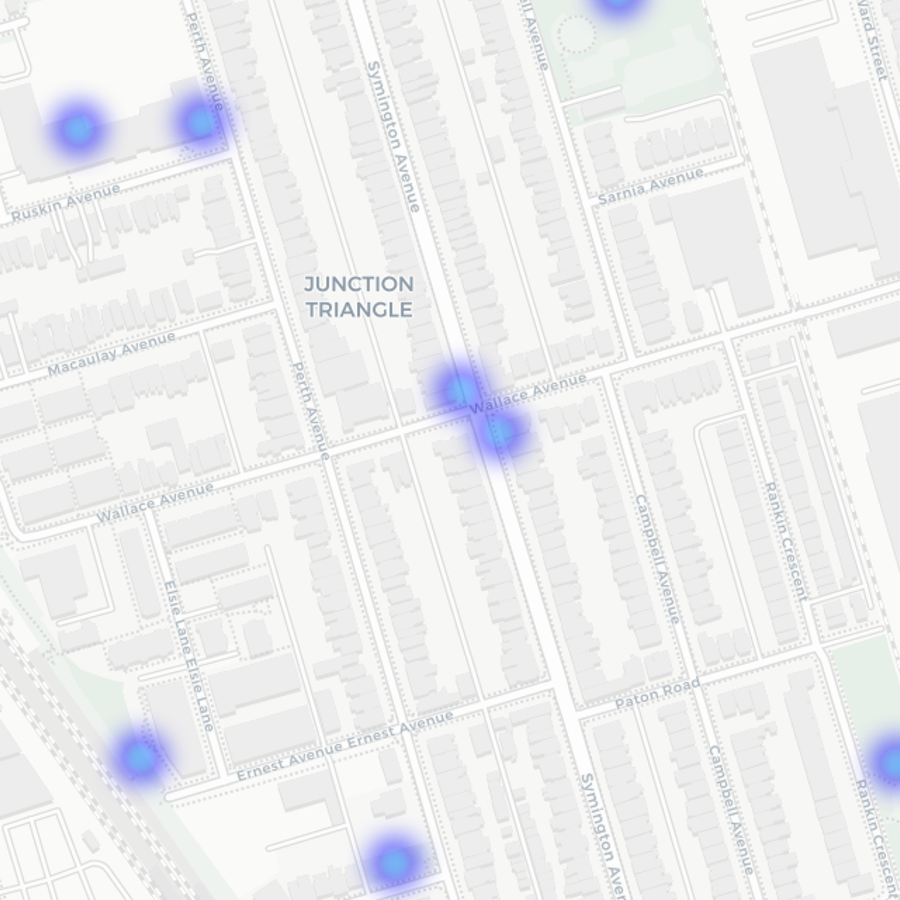 Perth Avenue
ll Avenue
Ward Street
Symington Avenue
Ruskin Avenue
Sarnia Avenue
JUNCTION
TRIANGLE
Macaulay Avenue
Perth Avenue
Wallace Avenue
Wallace Avenue
Campbell Avenue
Rankin Crescent
Elsie Lane Elsie Lane
Paton Road
Ernest Avenue Ernest Avenue
Symington Aven
Campbell Avenue
Rankin Crescent